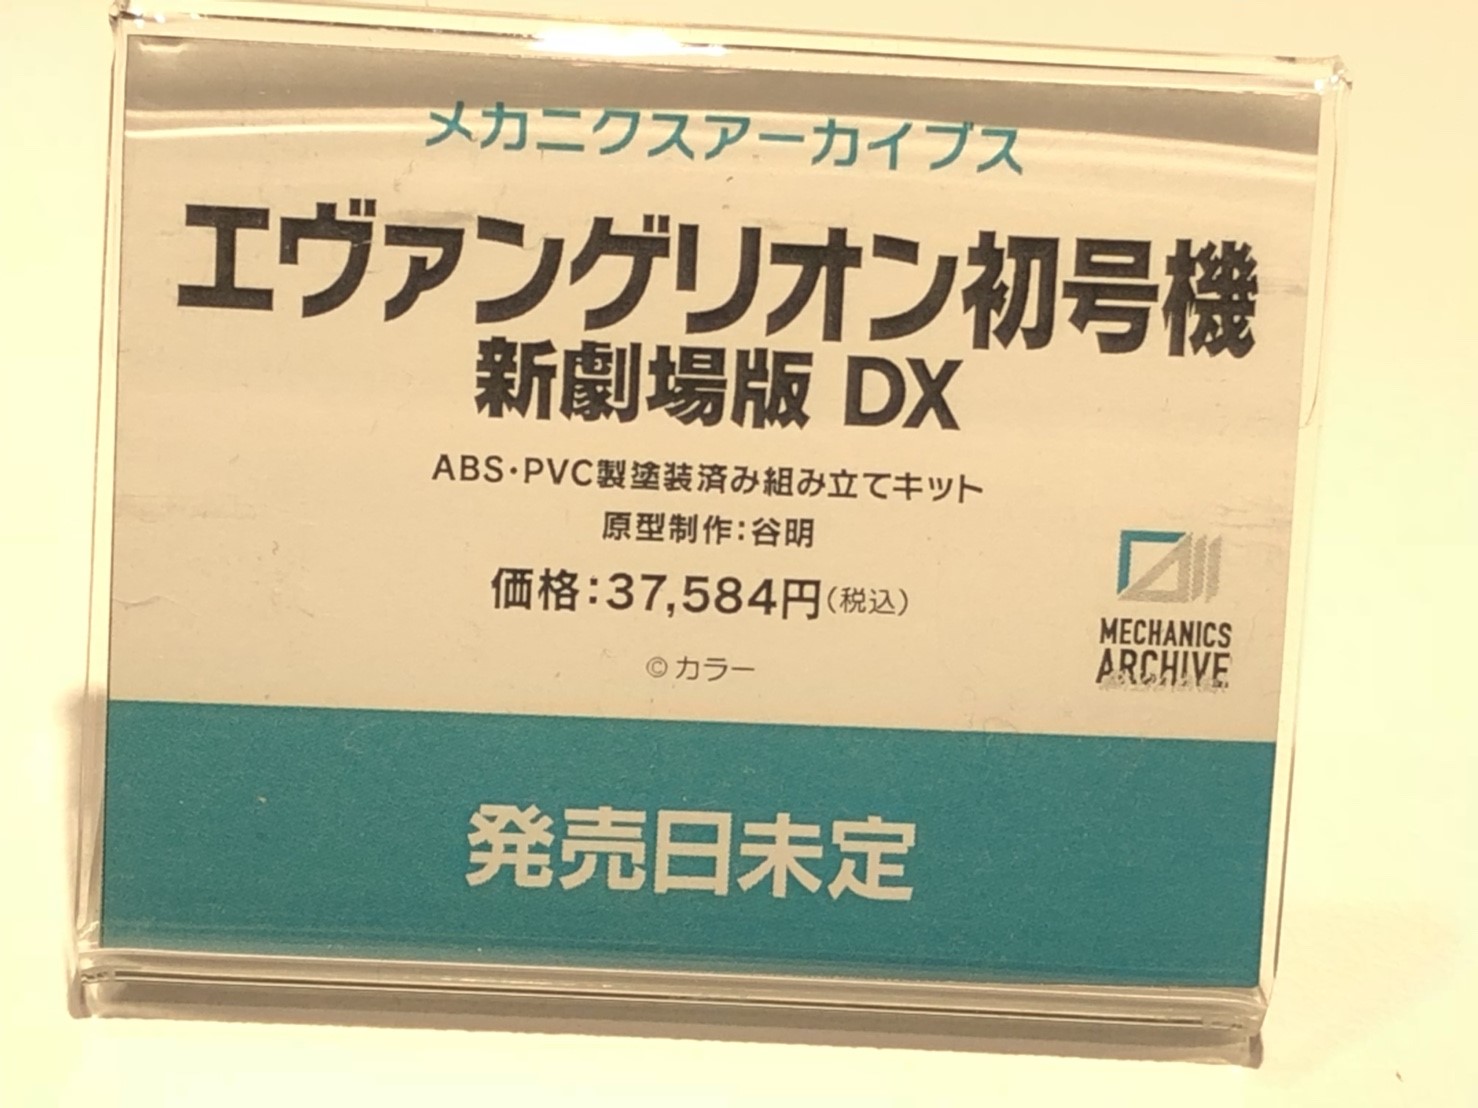 メカニクスアーカイブス
エヴァンゲリオン初号機
新劇場版 DX
ABS・PVC製塗装済み組み立てキット
原型制作：谷明
価格：37,584円（税込）
©カラー
MECHANICS
ARCHIVE
発売日未定